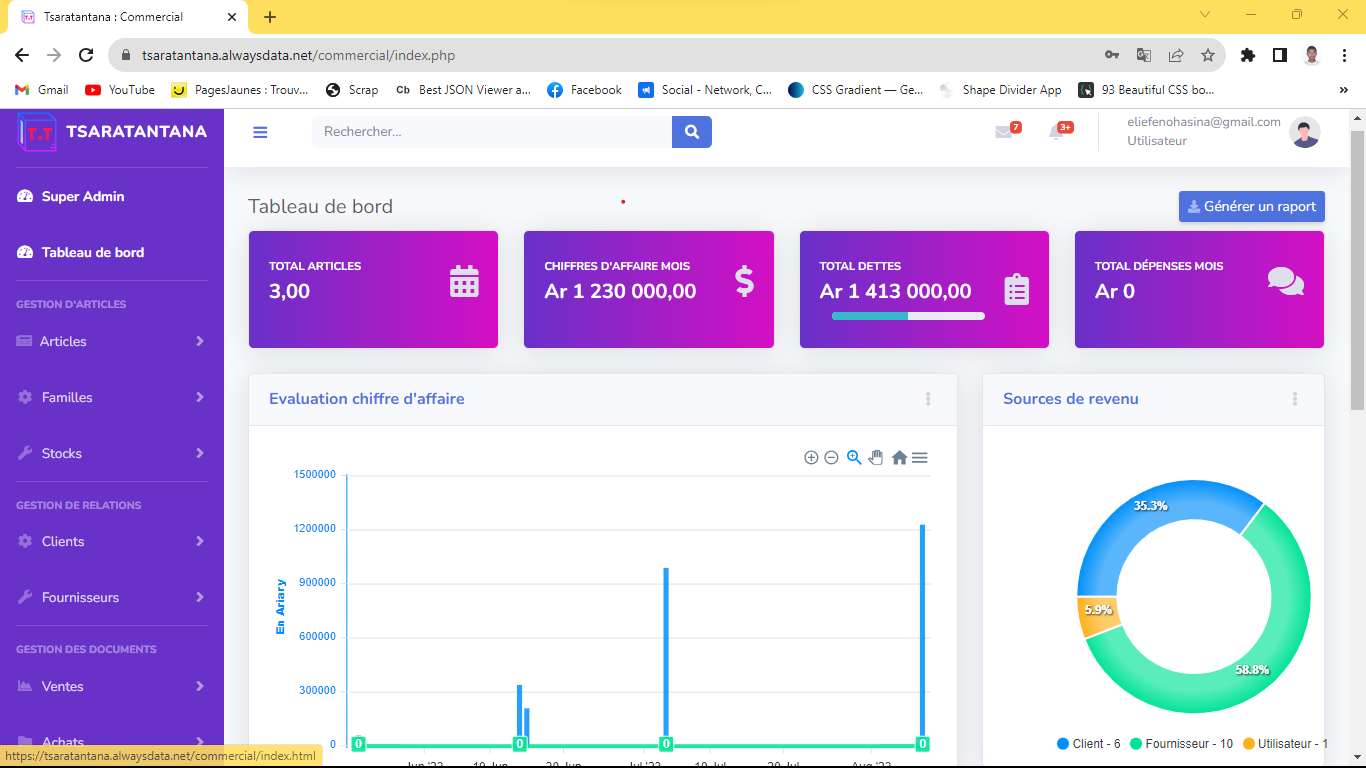 Tsaratantana : Commercial
tsaratantana.alwaysdata.net/commercial/index.php
Gmail YouTube PagesJaunes : Trouv... Scrap Cb Best JSON Viewer a... Facebook Social - Network, C... CSS Gradient — Ge... Shape Divider App 93 Beautiful CSS bo... »
T.T TSARATANTANA
Rechercher...
7
3+
eliefenohasina@gmail.com
Utilisateur
Super Admin
Tableau de bord
GESTION D'ARTICLES
Articles
Familles
Stocks
GESTION DE RELATIONS
Clients
Fournisseurs
GESTION DES DOCUMENTS
Ventes
Achats
https://tsaratantana.alwaysdata.net/commercial/index.html
Tableau de bord
Générer un raport
TOTAL ARTICLES
3,00
CHIFFRES D'AFFAIRE MOIS
Ar 1 230 000,00
TOTAL DETTES
Ar 1 413 000,00
TOTAL DÉPENSES MOIS
Ar 0
Evaluation chiffre d'affaire
En Ariary
1500000
1200000
900000
600000
300000
0
0 0 0 0
Jun '23 10 Jun 20 Jun Jul '23 10 Jul 20 Jul Aug '23
Sources de revenu
35.3%
5.9%
58.8%
Client - 6 Fournisseur - 10 Utilisateur - 1